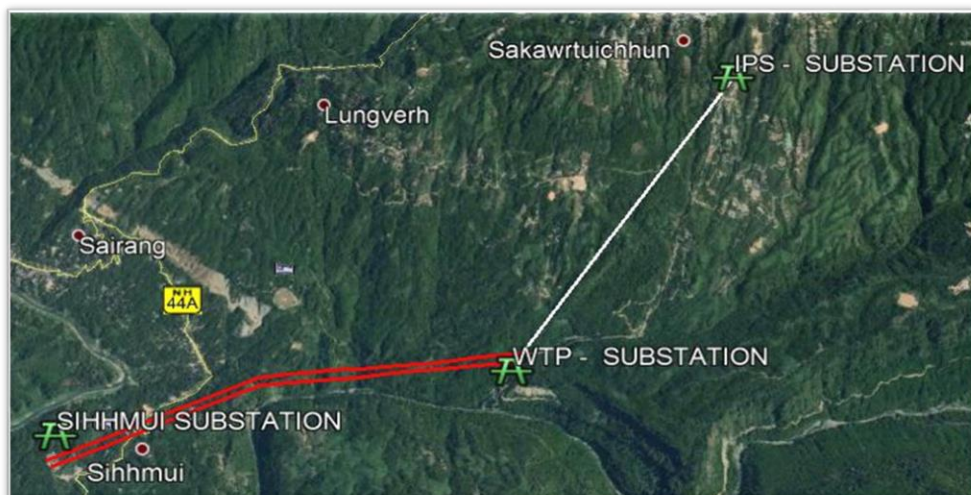 Sakawrtuichhun
IPS - SUBSTATION
Lungverh
Sairang
NH
44A
WTP - SUBSTATION
SIHHMUI SUBSTATION
Sihhmui